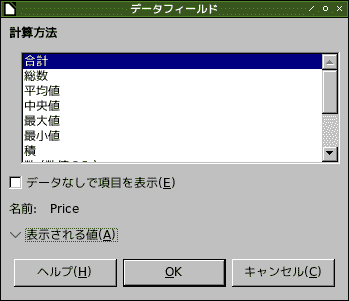 データフィールド
計算方法
合計
総数
平均値
中央値
最大値
最小値
積
データなしで項目を表示(E)
名前: Price
表示される値(A)
ヘルプ(H) OK キャンセル(C)